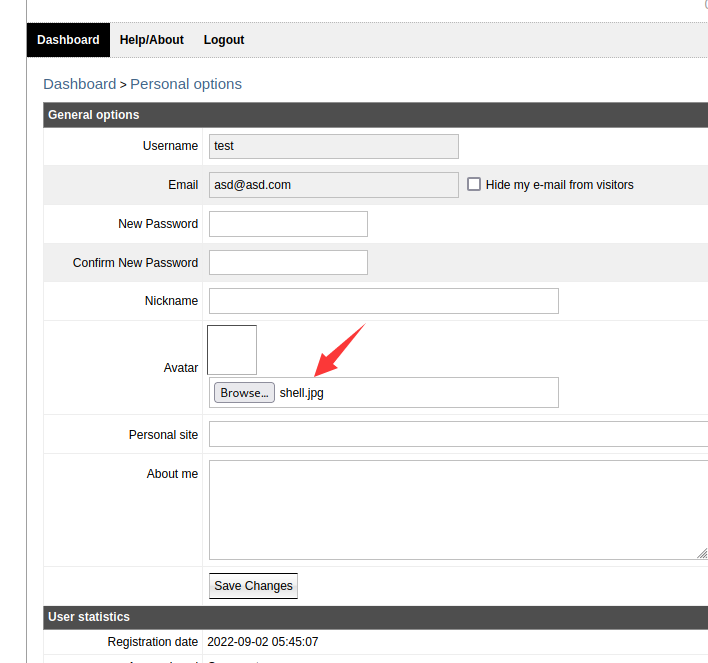 Dashboard Help/About Logout
Dashboard > Personal options
General options
Username test
Email asd@asd.com Hide my e-mail from visitors
New Password
Confirm New Password
Nickname
Avatar
Browse... shell.jpg
Personal site
About me
Save Changes
User statistics
Registration date 2022-09-02 05:45:07